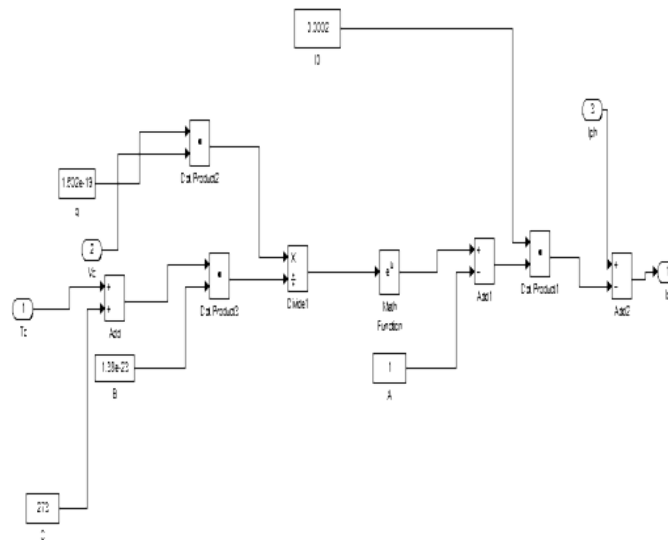 0.0002
I0
3
Iph
Dot Product2
1.602e-19
q
2
Vc
X
÷
Divide1
e^u
Math
Function
+
−
Add1
Dot Product1
+
−
Add2
1
1
Tc
+
+
Add
Dot Product3
1.38e-23
B
1
A
273